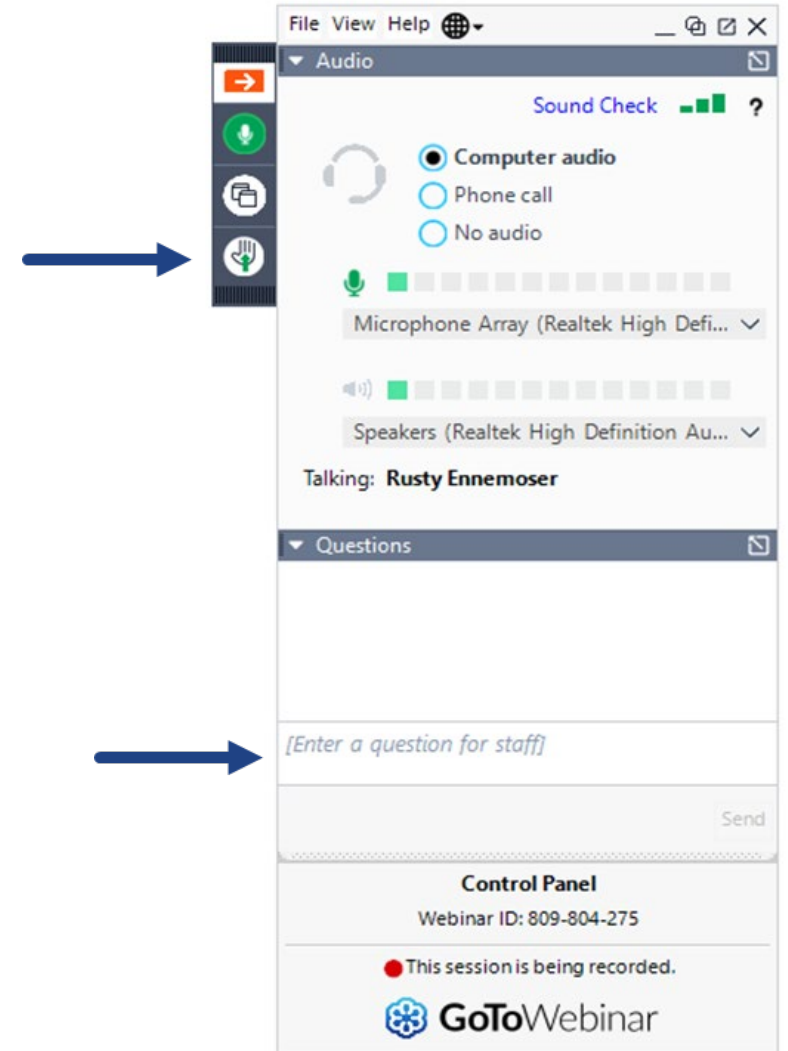 File View Help
Audio
Sound Check ?
Computer audio
Phone call
No audio
Microphone Array (Realtek High Defi...
Speakers (Realtek High Definition Au...
Talking: Rusty Ennemoser
Questions
[Enter a question for staff]
Send
Control Panel
Webinar ID: 809-804-275
This session is being recorded.
GoToWebinar